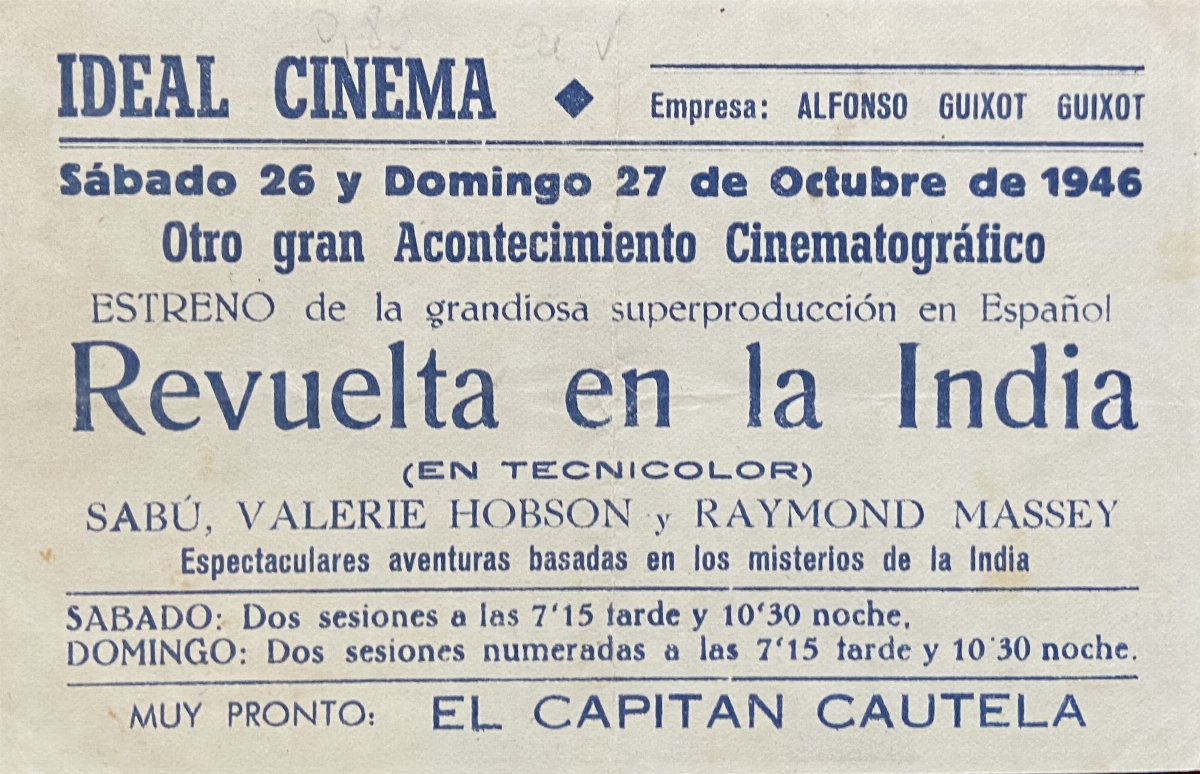 IDEAL CINEMA ◆ Empresa: ALFONSO GUIXOT GUIXOT
Sábado 26 y Domingo 27 de Octubre de 1946
Otro gran Acontecimiento Cinematográfico
ESTRENO de la grandiosa superproducción en Español
Revuelta en la India
(EN TECNICOLOR)
SABÚ, VALERIE HOBSON y RAYMOND MASSEY
Espectaculares aventuras basadas en los misterios de la India
SABADO: Dos sesiones a las 7'15 tarde y 10'30 noche,
DOMINGO: Dos sesiones numeradas a las 7'15 tarde y 10'30 noche.
MUY PRONTO: EL CAPITAN CAUTELA